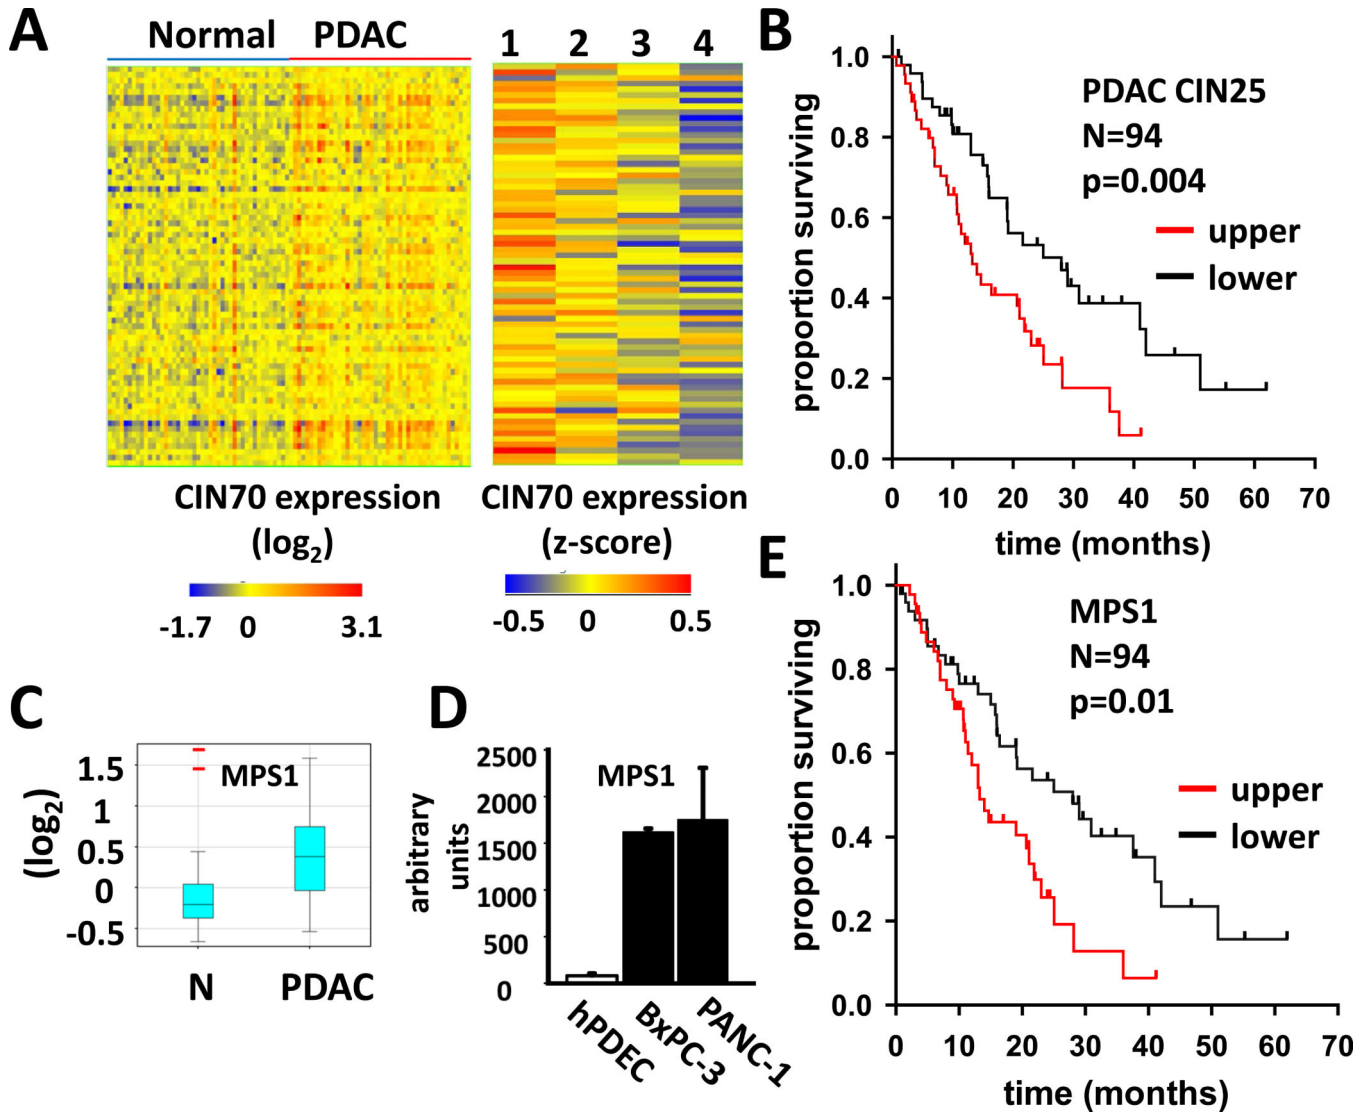 A
Normal PDAC
1 2 3 4
CIN70 expression
(log2)
-1.7 0 3.1
CIN70 expression
(z-score)
-0.5 0 0.5
B
proportion surviving
1.0
0.8
0.6
0.4
0.2
0.0
0 10 20 30 40 50 60 70
time (months)
PDAC CIN25
N=94
p=0.004
upper
lower
C
(log2)
1.5
1
0.5
0
-0.5
MPS1
N PDAC
D
arbitrary
units
2500
2000
1500
1000
500
0
MPS1
hPDEC
BxPC-3
PANC-1
E
proportion surviving
1.0
0.8
0.6
0.4
0.2
0.0
0 10 20 30 40 50 60 70
time (months)
MPS1
N=94
p=0.01
upper
lower